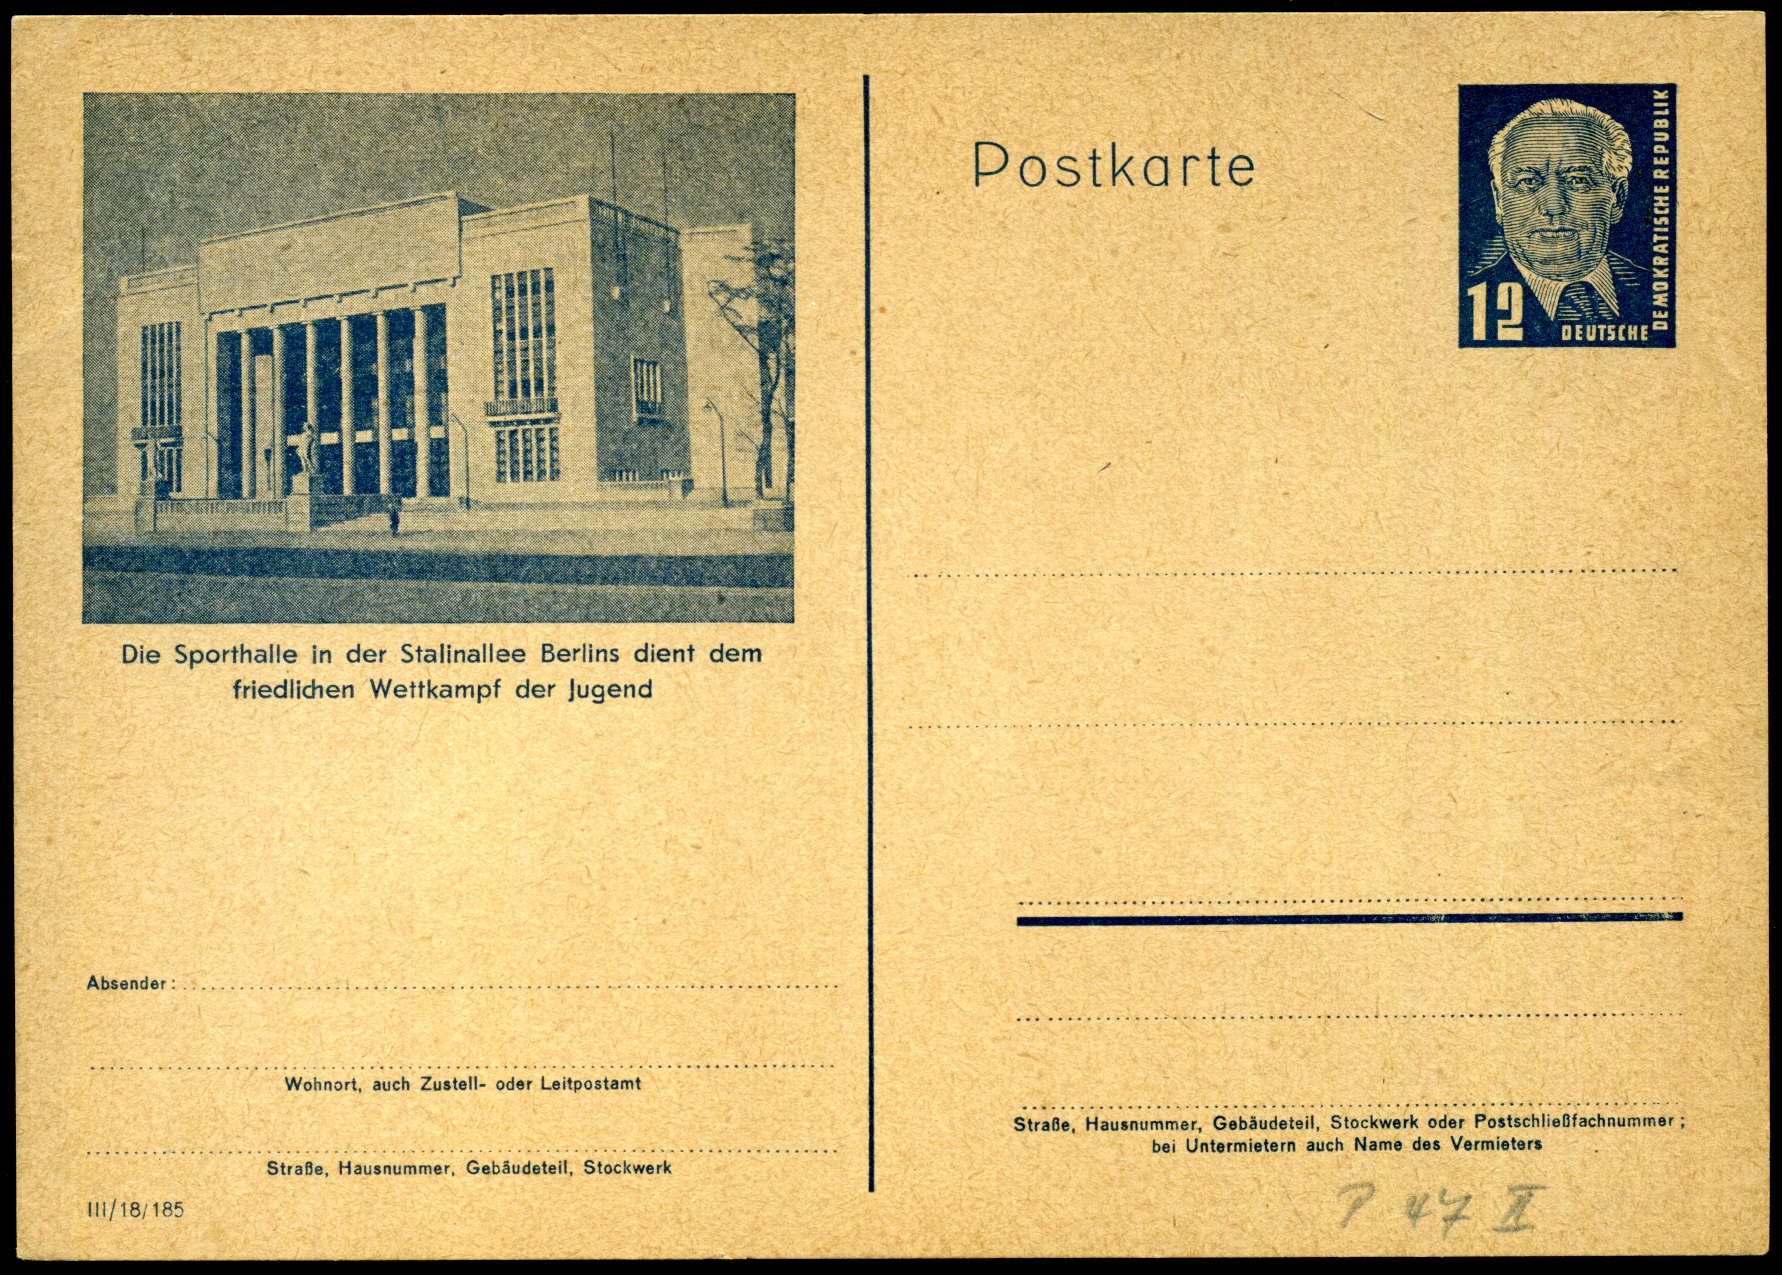 Die Sporthalle in der Stalinallee Berlins dient dem
friedlichen Wettkampf der Jugend
Absender:
Wohnort, auch Zustell- oder Leitpostamt
Straße, Hausnummer, Gebäudeteil, Stockwerk
III/18/185
Postkarte
12
DEUTSCHE
DEMOKRATISCHE REPUBLIK
Straße, Hausnummer, Gebäudeteil, Stockwerk oder Postschließfachnummer;
bei Untermietern auch Name des Vermieters
P 47 II